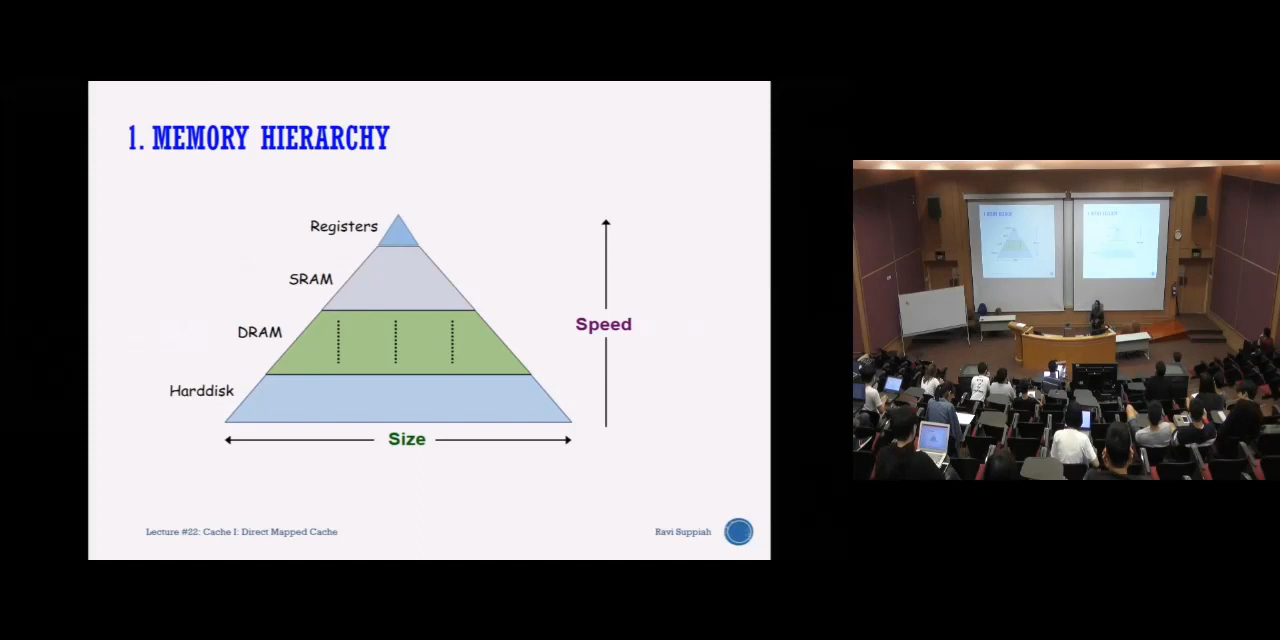 1. MEMORY HIERARCHY
Registers
SRAM
DRAM
Harddisk
Speed
Size
Lecture #22: Cache I: Direct Mapped Cache
Ravi Suppiah